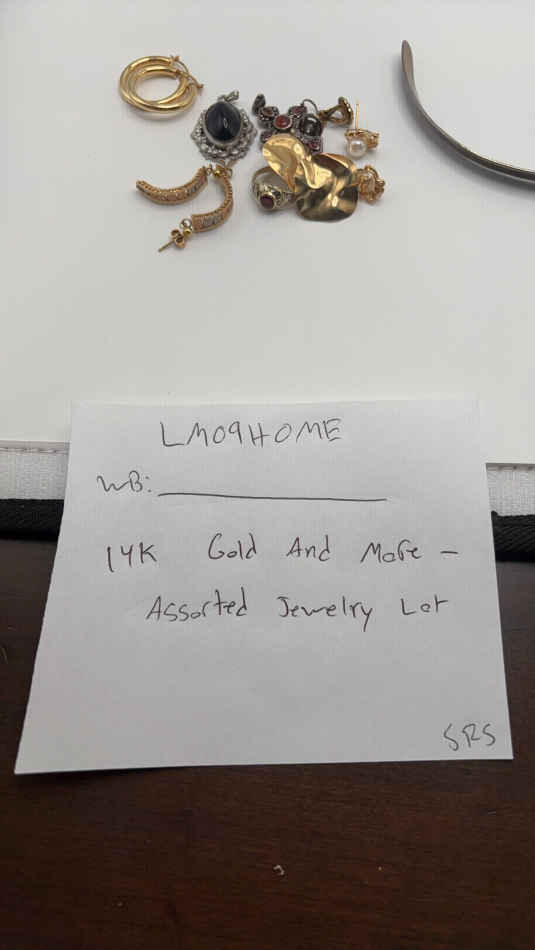 LM09HOME
WB: 
14K Gold And More -
Assorted Jewelry Lot
SRS